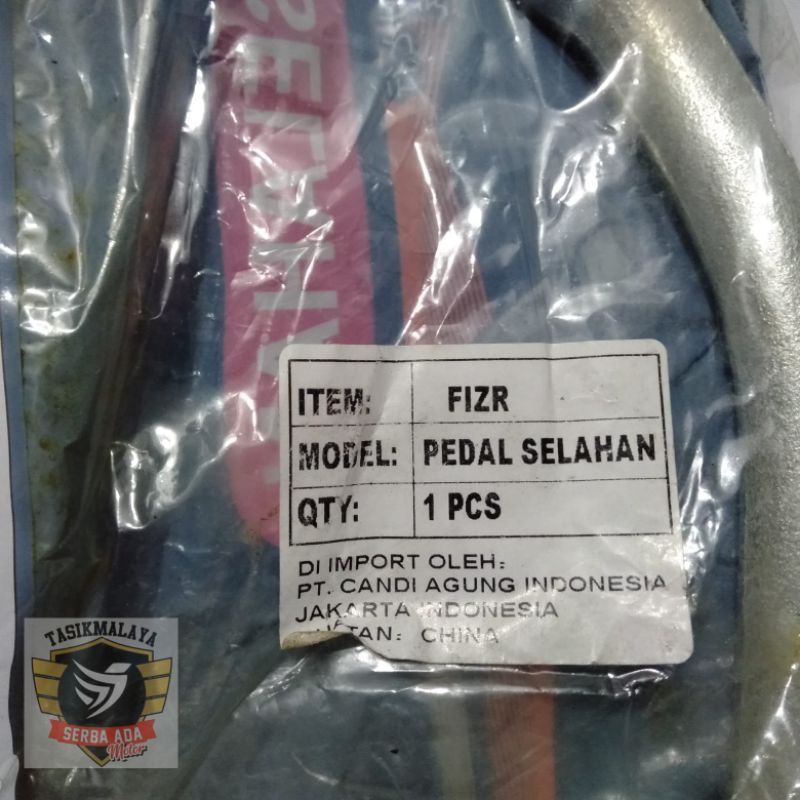 ITEM: FIZR
MODEL: PEDAL SELAHAN
QTY: 1 PCS
DI IMPORT OLEH:
PT. CANDI AGUNG INDONESIA
JAKARTA INDONESIA
CHINA
TASIKMALAYA
SERBA ADA
Motor